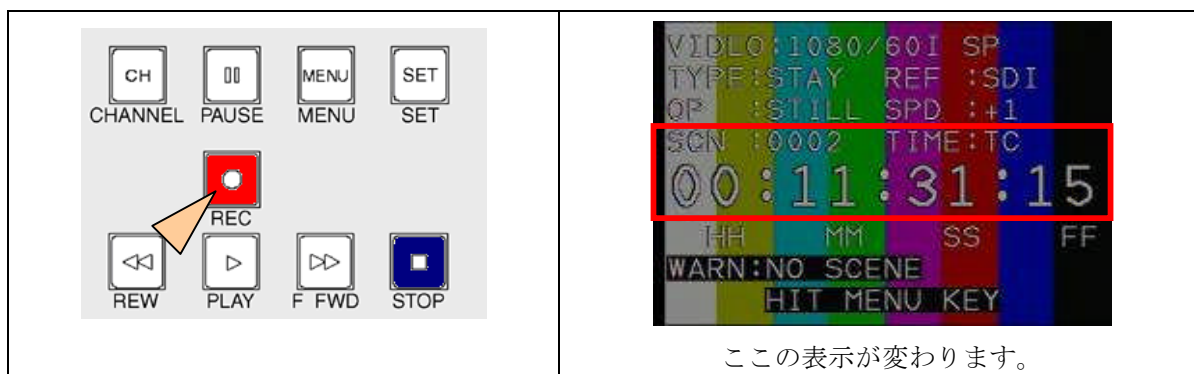 CH MENU SET
CHANNEL PAUSE MENU SET
REC
REW PLAY F FWD STOP
VIDEO:1080/60I SP
TYPE:STAY REF :SDI
OP :STILL SPD :+1
SCN :0002 TIME:TC
00:11:31:15
HH MM SS FF
WARN:NO SCENE
HIT MENU KEY
ここの表示が変わります。